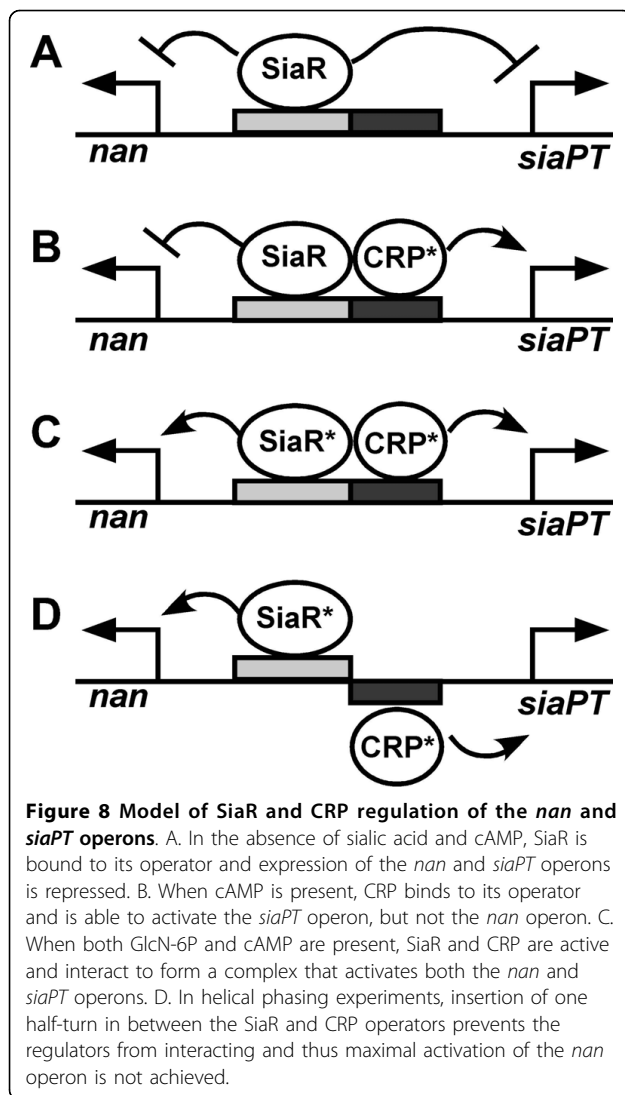 A
SiaR
nan
siaPT
B
SiaR
CRP*
nan
siaPT
C
SiaR*
CRP*
nan
siaPT
D
SiaR*
nan
siaPT
CRP*
Figure 8 Model of SiaR and CRP regulation of the nan and
siaPT operons. A. In the absence of sialic acid and cAMP, SiaR is
bound to its operator and expression of the nan and siaPT operons
is repressed. B. When cAMP is present, CRP binds to its operator
and is able to activate the siaPT operon, but not the nan operon. C.
When both GlcN-6P and cAMP are present, SiaR and CRP are active
and interact to form a complex that activates both the nan and
siaPT operons. D. In helical phasing experiments, insertion of one
half-turn in between the SiaR and CRP operators prevents the
regulators from interacting and thus maximal activation of the nan
operon is not achieved.